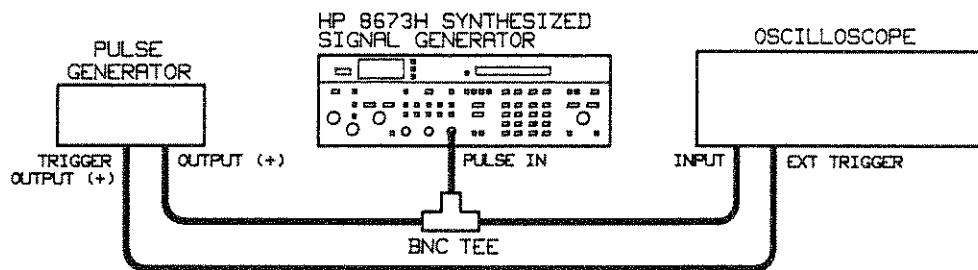 HP 8673H SYNTHESIZED
SIGNAL GENERATOR
PULSE
GENERATOR
OSCILLOSCOPE
TRIGGER
OUTPUT (+)
OUTPUT (+)
PULSE IN
INPUT
EXT TRIGGER
BNC TEE